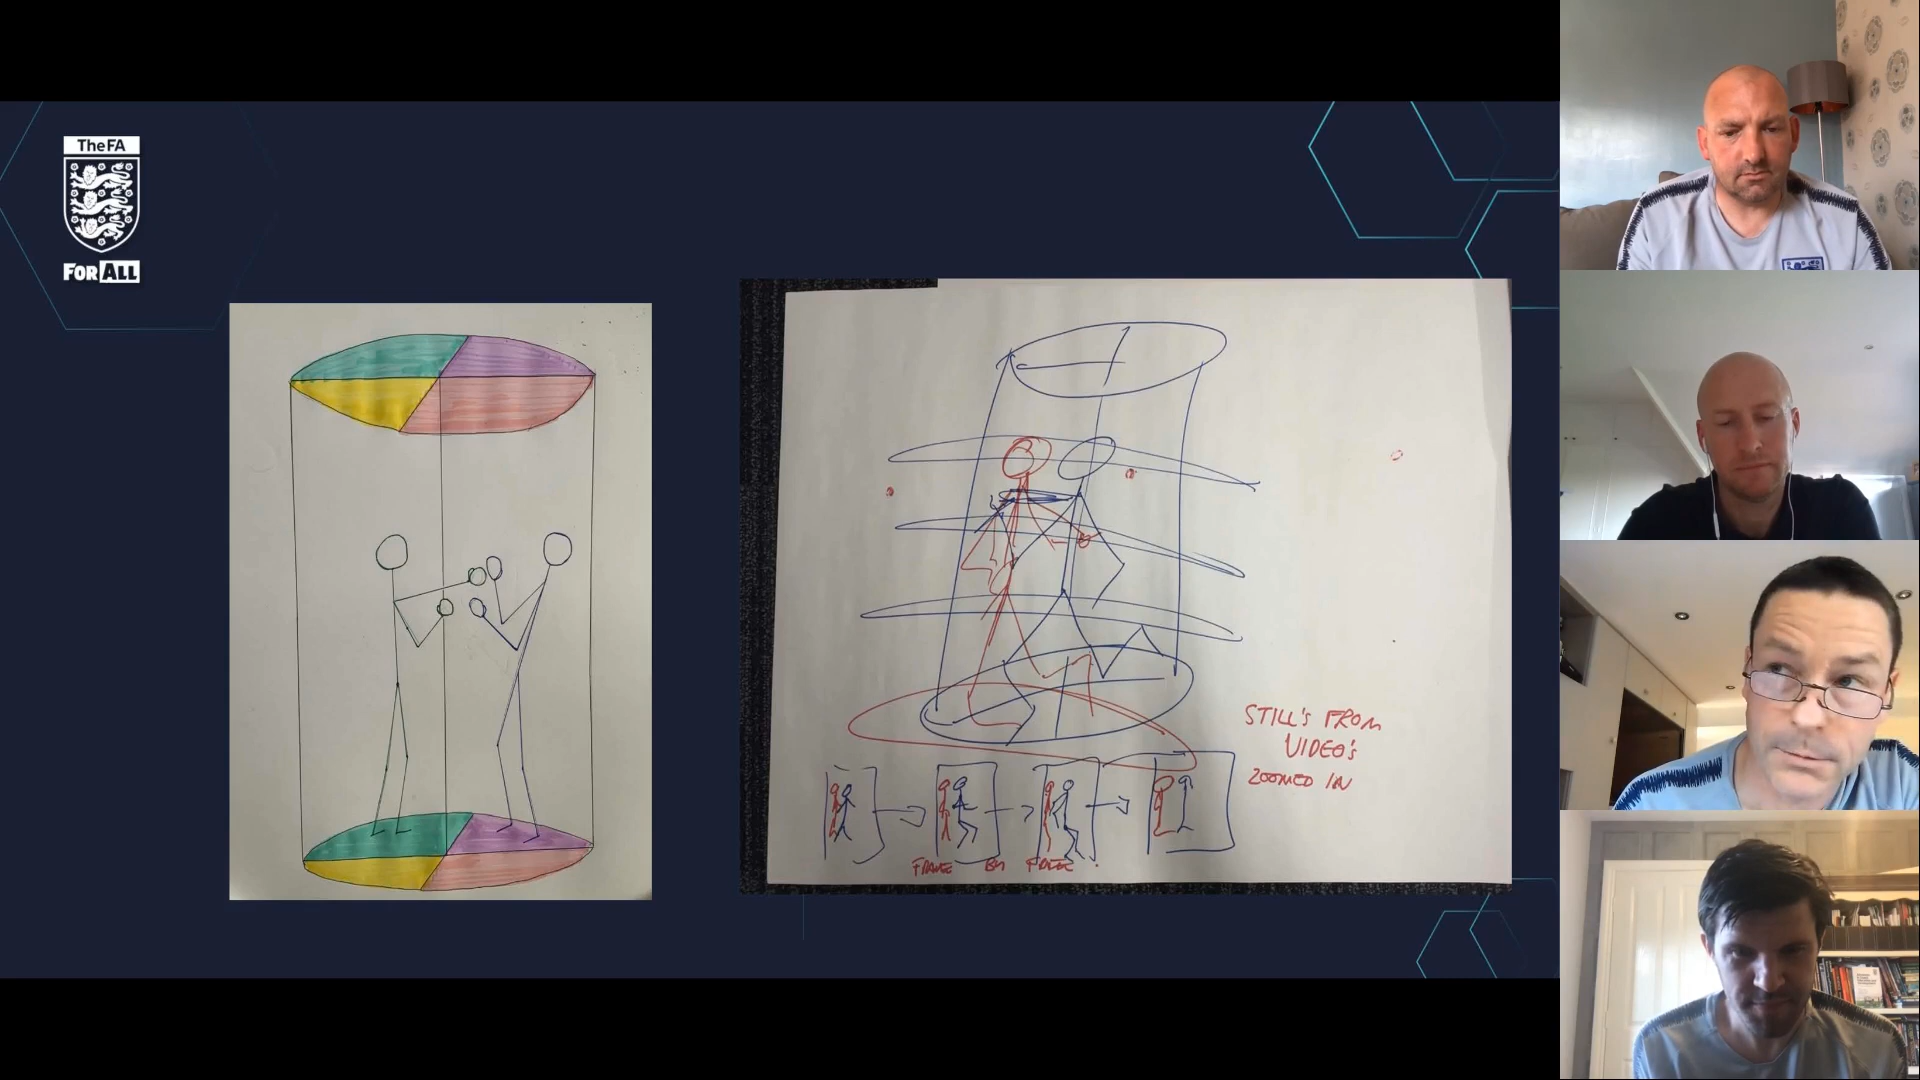 The FA
FOR ALL
STILL'S FROM
VIDEO'S
ZOOMED IN
FRAME BY FRAME